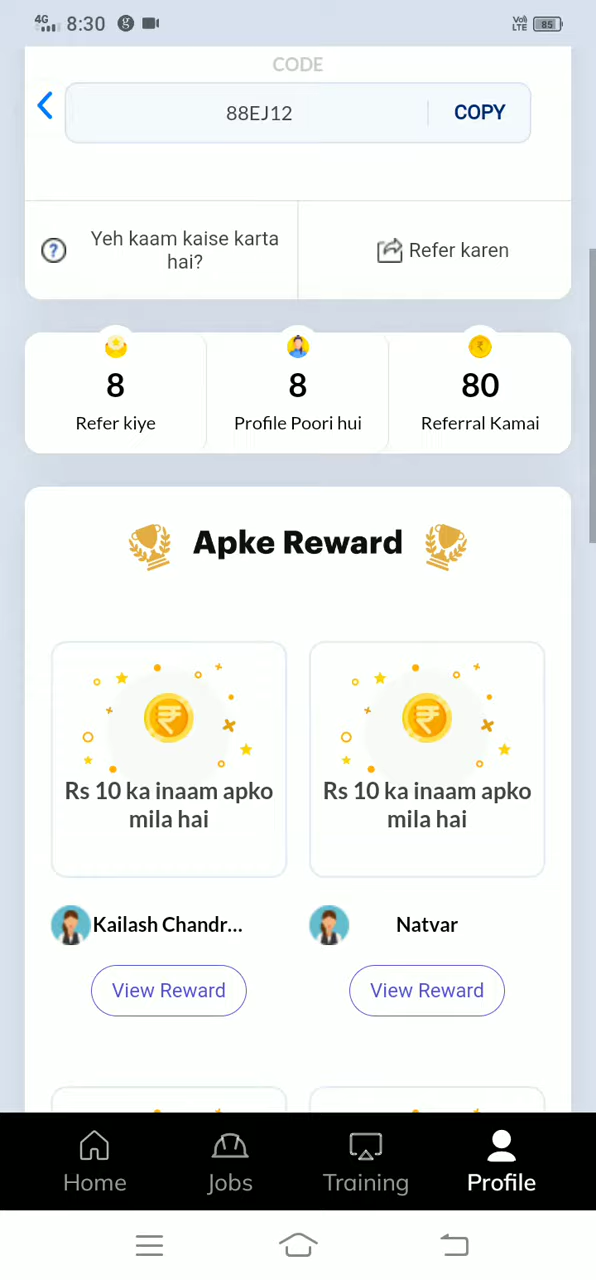 4G 8:30 Vo) LTE 85
CODE
88EJ12 COPY
Yeh kaam kaise karta
hai?
Refer karen
8 8 80
Refer kiye Profile Poori hui Referral Kamai
Apke Reward
Rs 10 ka inaam apko
mila hai
Rs 10 ka inaam apko
mila hai
Kailash Chandr... Natvar
View Reward View Reward
Home Jobs Training Profile